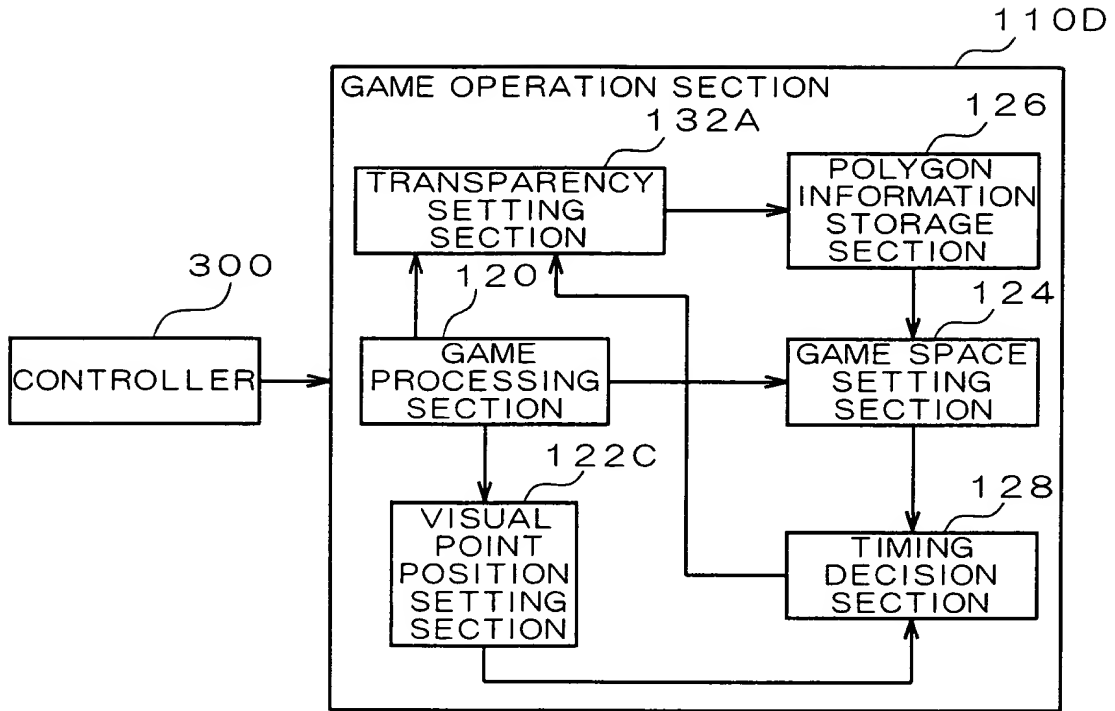 110D
GAME OPERATION SECTION
132A
126
TRANSPARENCY
SETTING
SECTION
POLYGON
INFORMATION
STORAGE
SECTION
300
120
124
CONTROLLER
GAME
PROCESSING
SECTION
GAME SPACE
SETTING
SECTION
122C
128
VISUAL
POINT
POSITION
SETTING
SECTION
TIMING
DECISION
SECTION